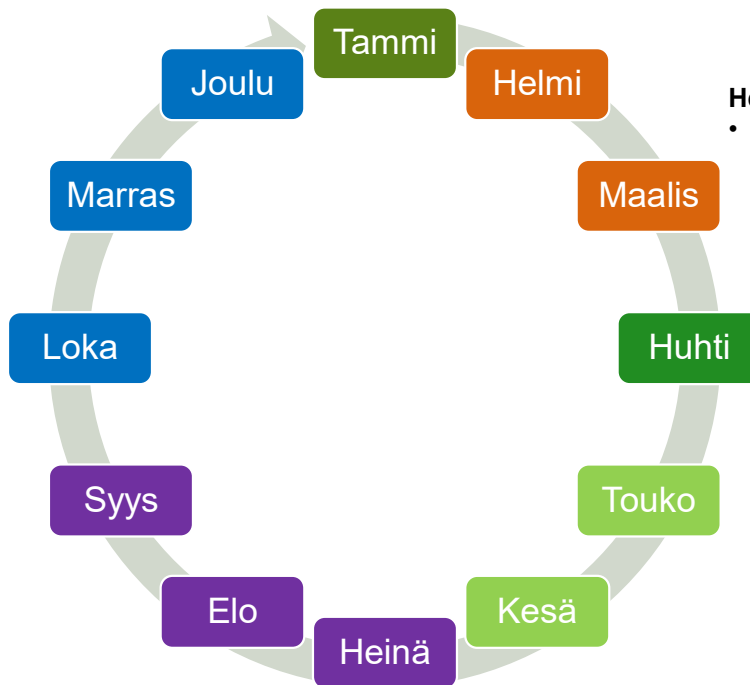 Tammi
Helmi
Maalis
Huhti
Touko
Kesä
Heinä
Elo
Syys
Loka
Marras
Joulu